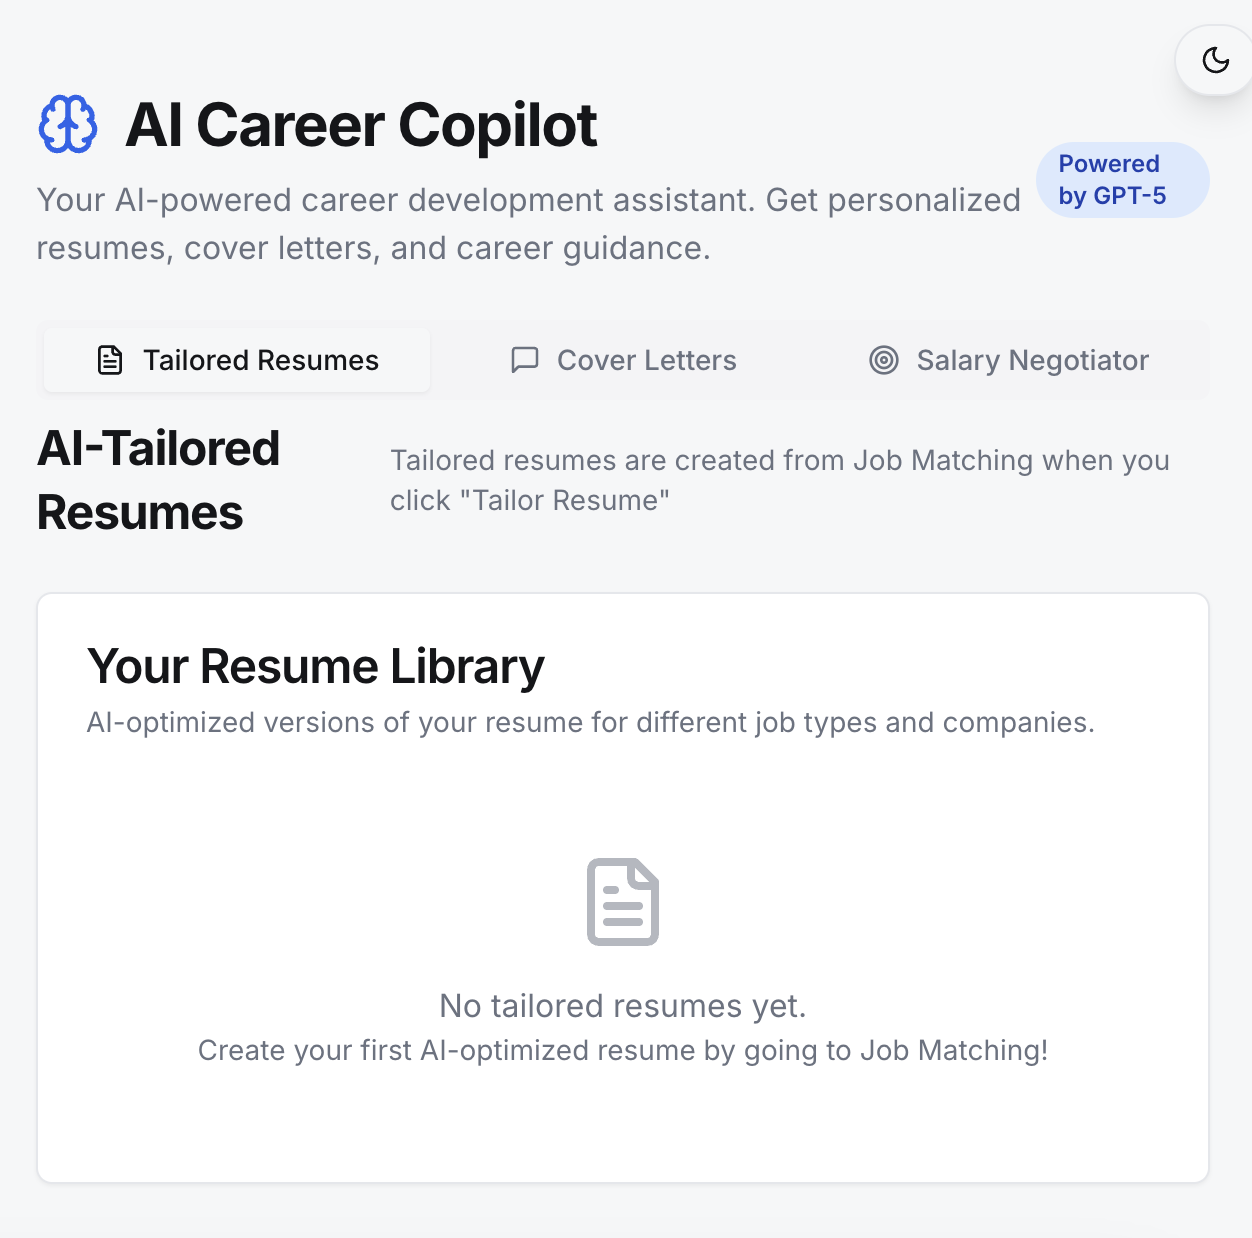 AI Career Copilot
Your AI-powered career development assistant. Get personalized
resumes, cover letters, and career guidance.
Powered
by GPT-5
Tailored Resumes
Cover Letters
Salary Negotiator
AI-Tailored
Resumes
Tailored resumes are created from Job Matching when you
click "Tailor Resume"
Your Resume Library
AI-optimized versions of your resume for different job types and companies.
No tailored resumes yet.
Create your first AI-optimized resume by going to Job Matching!